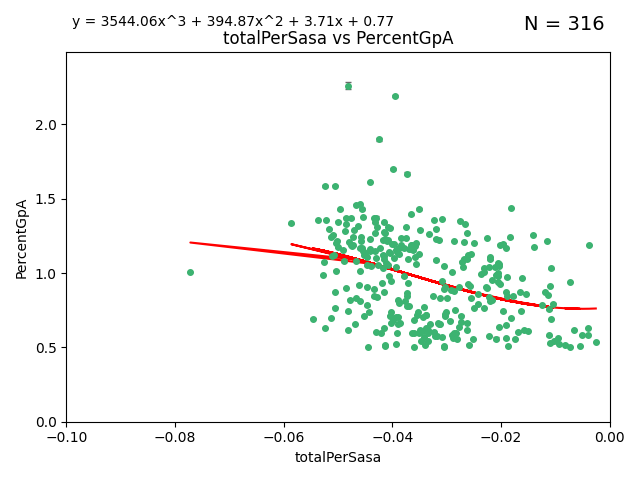 y = 3544.06x^3 + 394.87x^2 + 3.71x + 0.77
N = 316
totalPerSasa vs PercentGpA
PercentGpA
2.0
1.5
1.0
0.5
0.0
−0.10 −0.08 −0.06 −0.04 −0.02 0.00
totalPerSasa